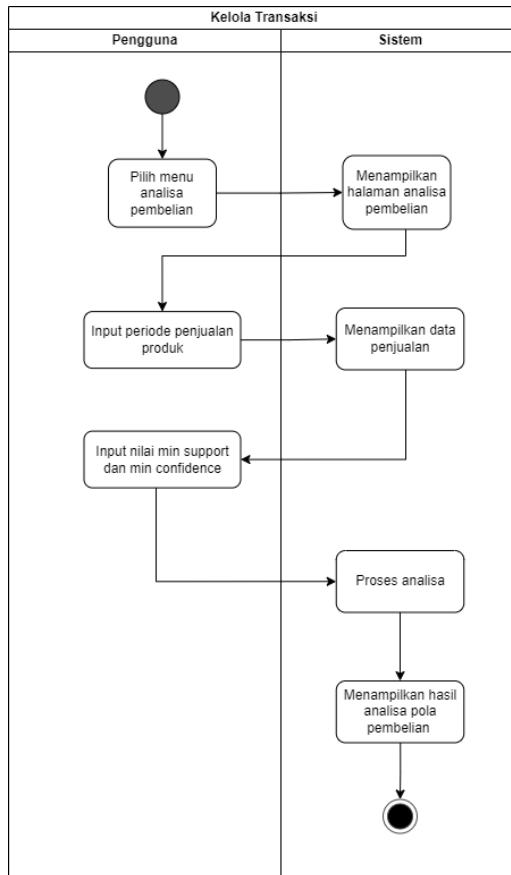 Kelola Transaksi
Pengguna
Sistem
Pilih menu
analisa
pembelian
Menampilkan
halaman analisa
pembelian
Input periode penjualan
produk
Menampilkan data
penjualan
Input nilai min support
dan min confidence
Proses analisa
Menampilkan hasil
analisa pola
pembelian